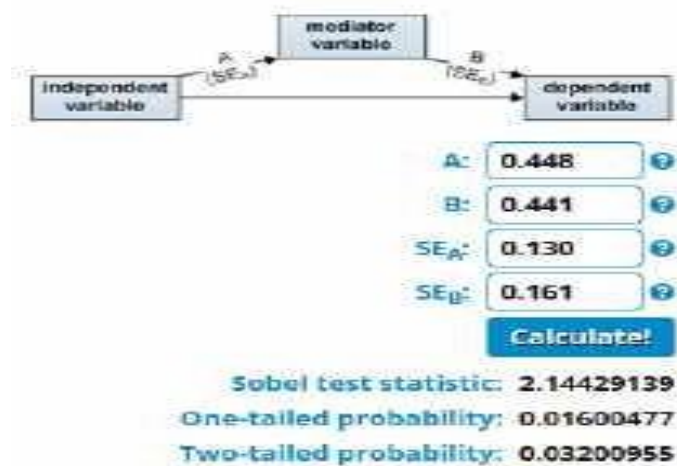 mediator
variable
A
(SEA)
B
(SEB)
independent
variable
dependent
variable
A: 0.448 ?
B: 0.441 ?
SEA: 0.130 ?
SEB: 0.161 ?
Calculate!
Sobel test statistic: 2.14429139
One-tailed probability: 0.01600477
Two-tailed probability: 0.03200955